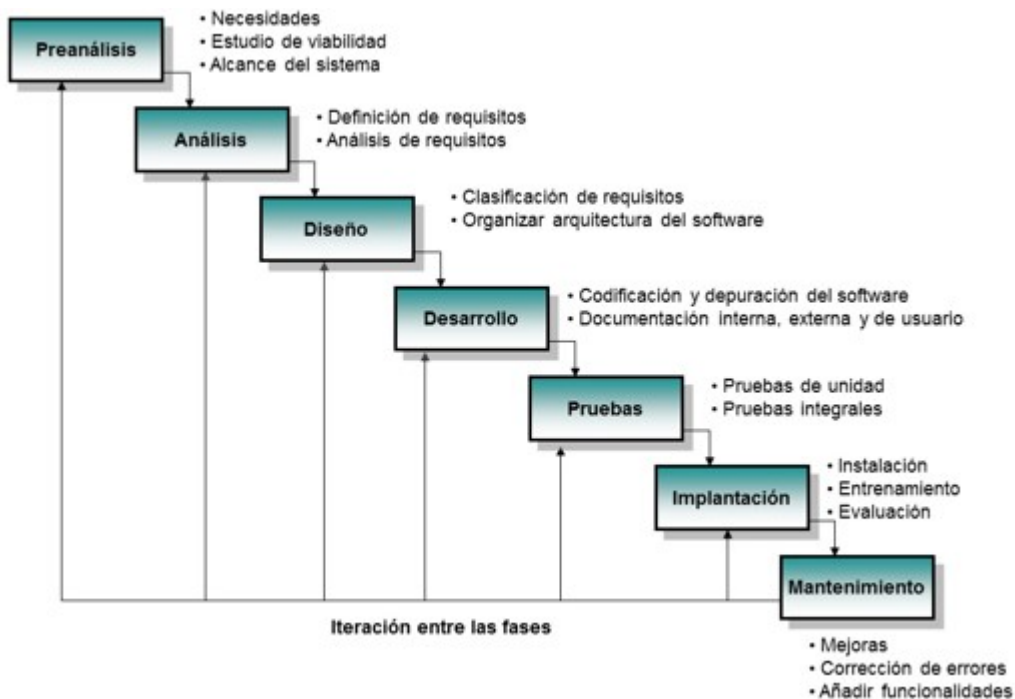 Preanálisis
• Necesidades
• Estudio de viabilidad
• Alcance del sistema
Análisis
• Definición de requisitos
• Análisis de requisitos
Diseño
• Clasificación de requisitos
• Organizar arquitectura del software
Desarrollo
• Codificación y depuración del software
• Documentación interna, externa y de usuario
Pruebas
• Pruebas de unidad
• Pruebas integrales
Implantación
• Instalación
• Entrenamiento
• Evaluación
Mantenimiento
Iteración entre las fases
• Mejoras
• Corrección de errores
• Añadir funcionalidades